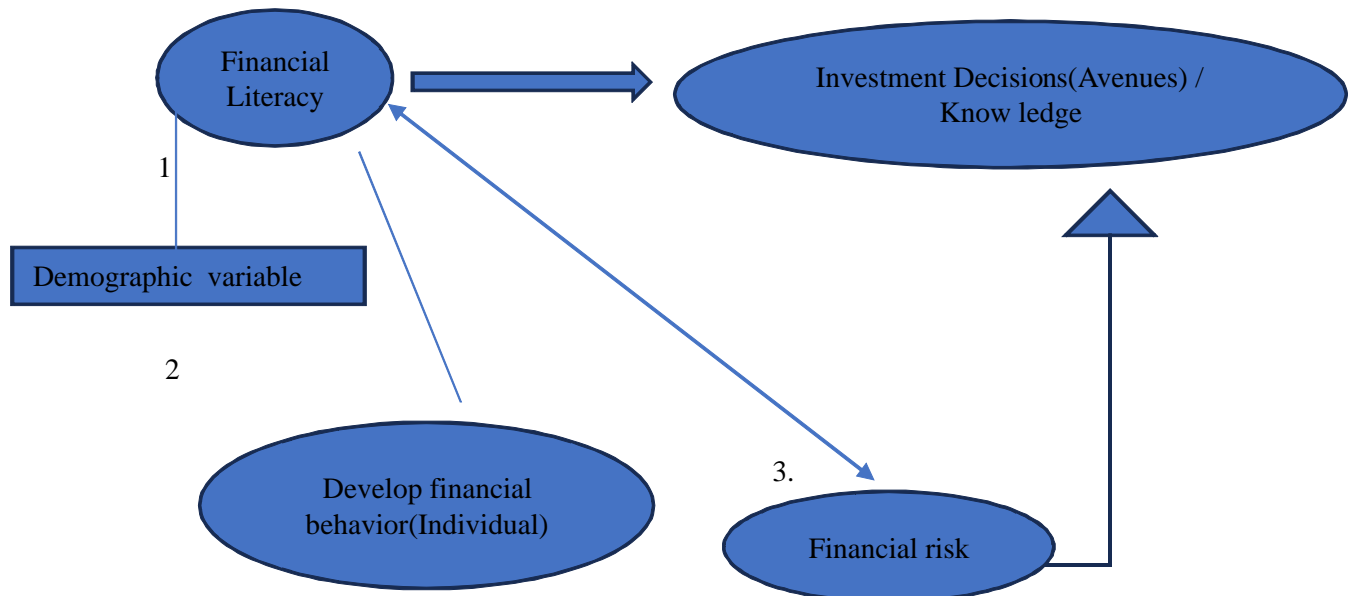 Financial
Literacy
Investment Decisions(Avenues) /
Know ledge
1
Demographic  variable
2
Develop financial
behavior(Individual)
3.
Financial risk